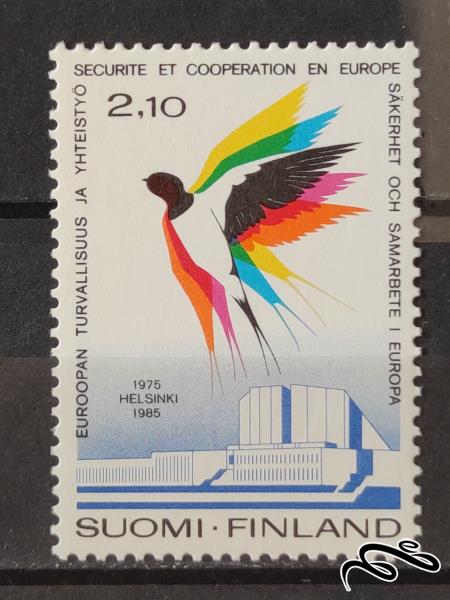 SECURITE ET COOPERATION EN EUROPE
2,10
EUROOPAN TURVALLISUUS JA YHTEISTYÖ
SÄKERHET OCH SAMARBETE I EUROPA
1975
HELSINKI
1985
SUOMI·FINLAND